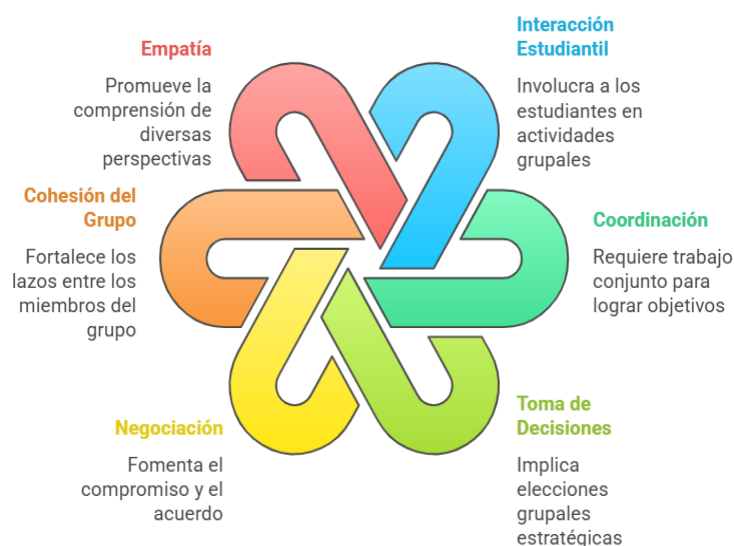 Empatía
Promueve la
comprensión de
diversas
perspectivas
Interacción
Estudiantil
Involucra a los
estudiantes en
actividades
grupales
Cohesión del
Grupo
Fortalece los
lazos entre los
miembros del
grupo
Coordinación
Requiere trabajo
conjunto para
lograr objetivos
Negociación
Fomenta el
compromiso y el
acuerdo
Toma de
Decisiones
Implica
elecciones
grupales
estratégicas